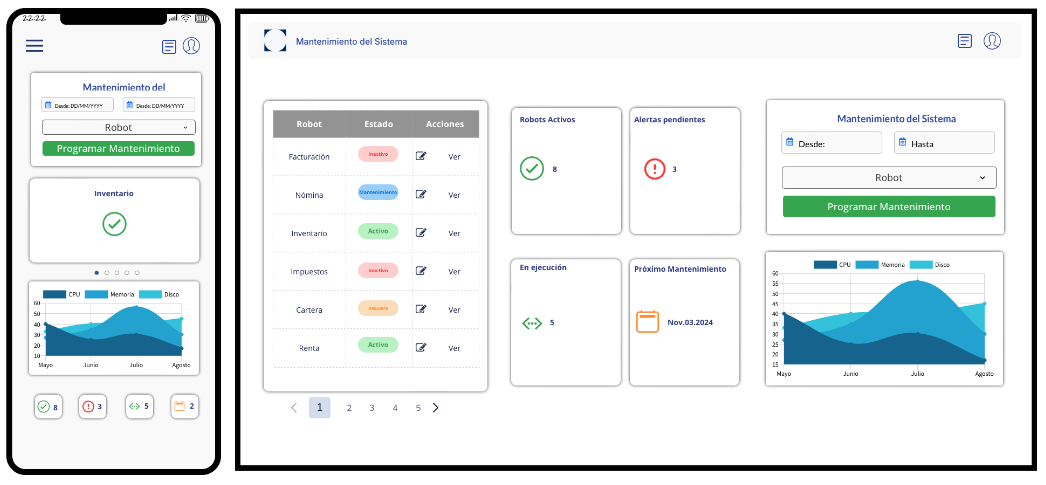 22:22
Mantenimiento del
Desde: DD/MM/YYYY
Desde: DD/MM/YYYY
Robot
Programar Mantenimiento
Inventario
CPU Memoria Disco
60
50
40
30
20
10
Mayo Junio Julio Agosto
8
3
5
2
Mantenimiento del Sistema
Robot Estado Acciones
Facturación Inactivo Ver
Nómina Mantenimiento Ver
Inventario Activo Ver
Impuestos Inactivo Ver
Cartera Ver
Renta Activo Ver
1 2 3 4 5
Robots Activos
8
Alertas pendientes
3
En ejecución
5
Próximo Mantenimiento
Nov.03.2024
Mantenimiento del Sistema
Desde:
Hasta
Robot
Programar Mantenimiento
CPU Memoria Disco
60
55
50
45
40
35
30
25
20
15
Mayo Junio Julio Agosto